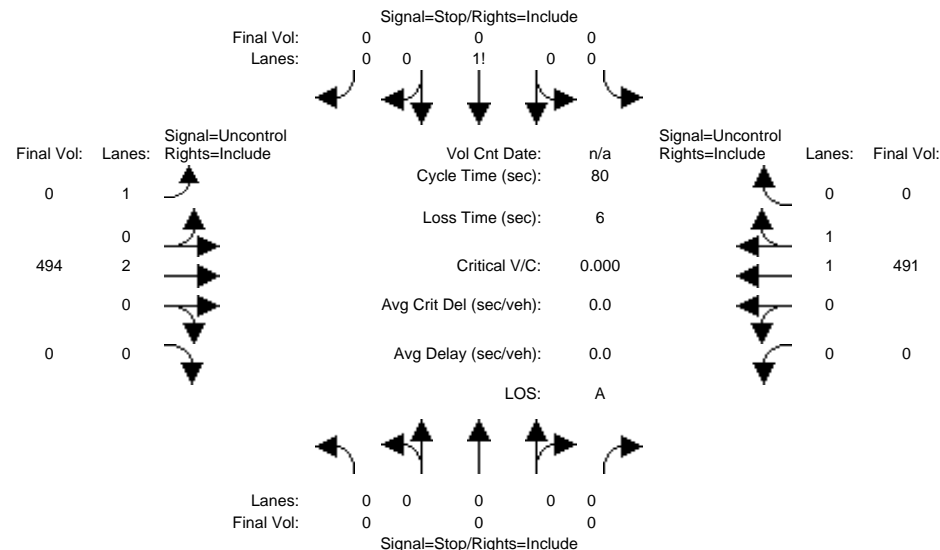 Signal=Stop/Rights=Include
Final Vol: 0 0 0
Lanes: 0 0 1! 0 0
Signal=Uncontrol Signal=Uncontrol
Final Vol: Lanes: Rights=Include Vol Cnt Date: n/a Rights=Include Lanes: Final Vol:
Cycle Time (sec): 80
0 1 0 0
Loss Time (sec): 6
0 1
494 2 Critical V/C: 0.000 1 491
0 Avg Crit Del (sec/veh): 0.0 0
0 0 Avg Delay (sec/veh): 0.0 0 0
LOS: A
Lanes: 0 0 0 0 0
Final Vol: 0 0 0
Signal=Stop/Rights=Include